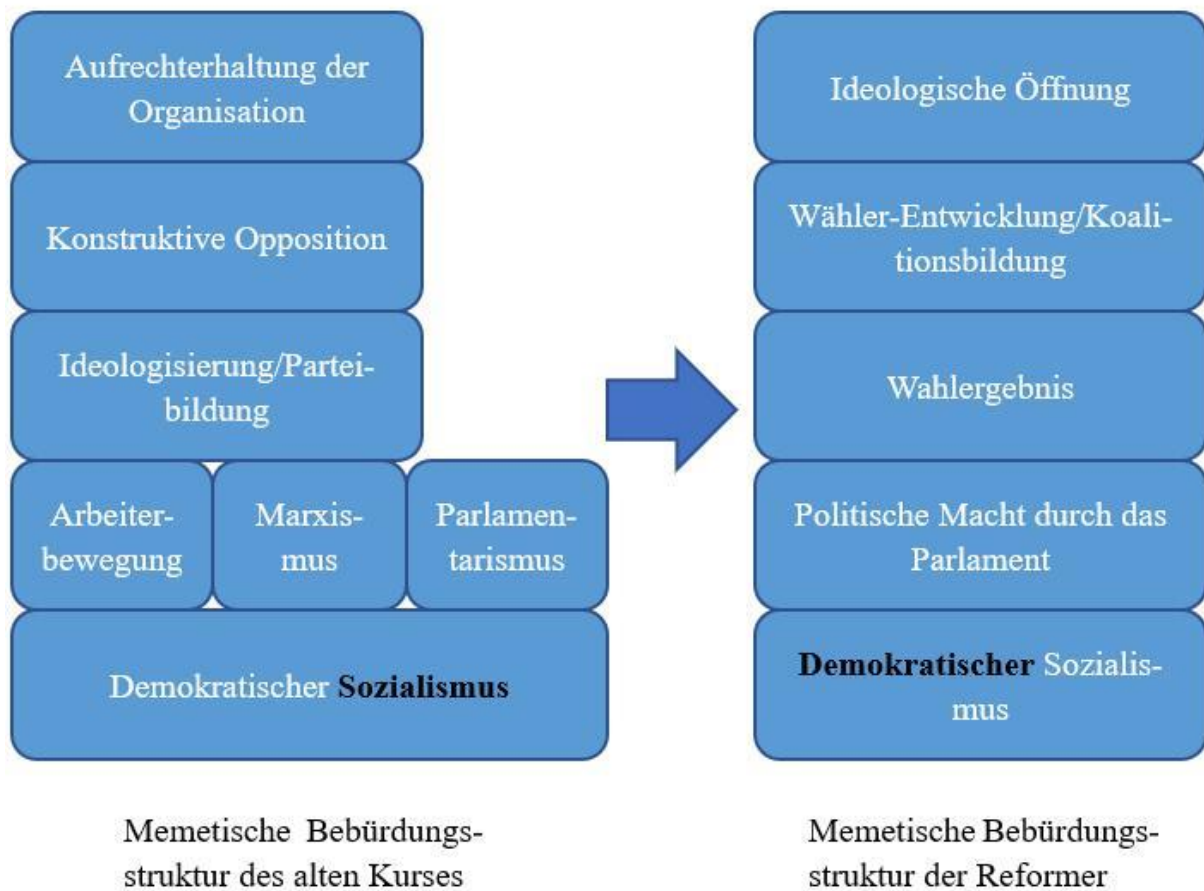 Aufrechterhaltung der
Organisation
Konstruktive Opposition
Ideologisierung/Partei-
bildung
Arbeiter-
bewegung
Marxis-
mus
Parlamen-
tarismus
Demokratischer Sozialismus
Memetische Bebürdungs-
struktur des alten Kurses
Ideologische Öffnung
Wähler-Entwicklung/Koali-
tionsbildung
Wahlergebnis
Politische Macht durch das
Parlament
Demokratischer Sozialis-
mus
Memetische Bebürdungs-
struktur der Reformer